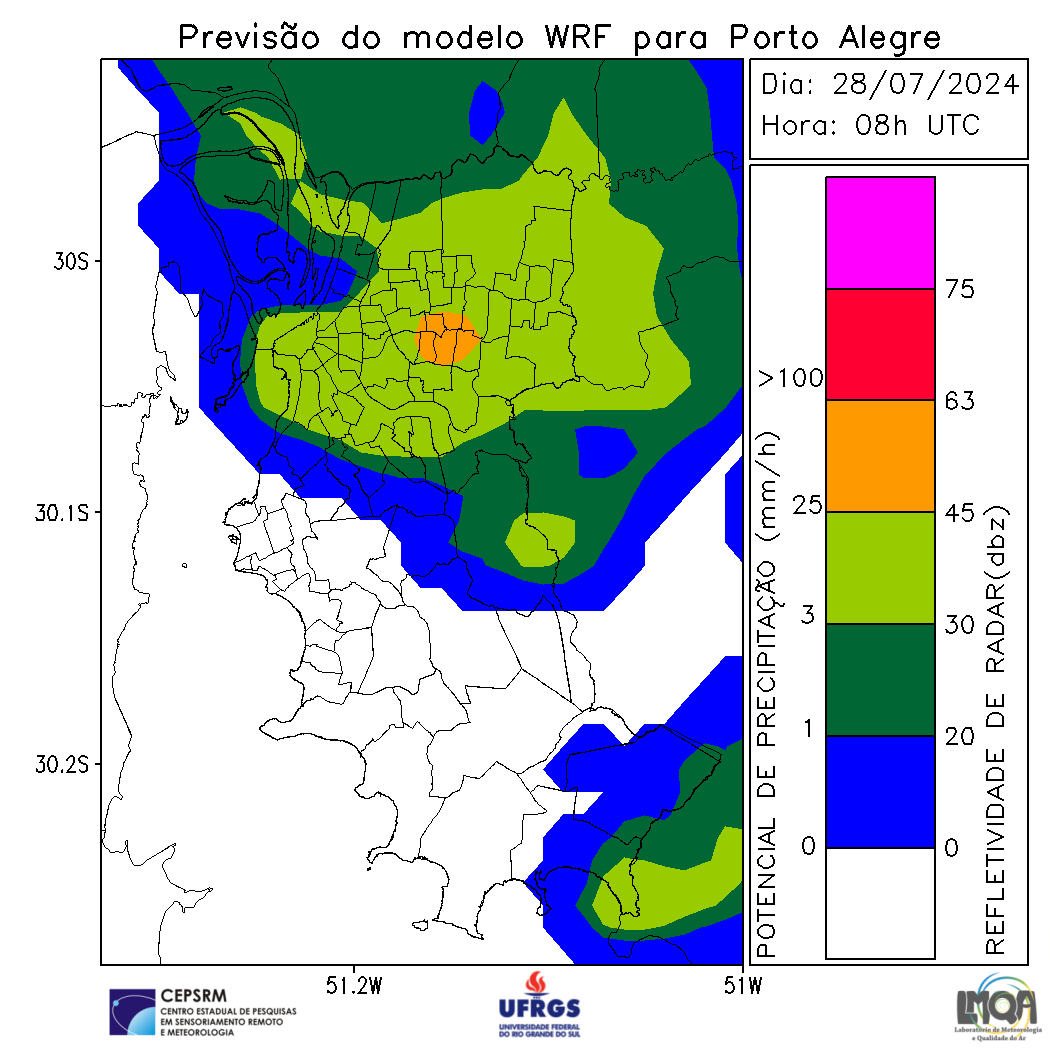 Previsão do modelo WRF para Porto Alegre
Dia: 28/07/2024
Hora: 08h UTC
30S
30.1S
30.2S
51.2W
51W
POTENCIAL DE PRECIPITAÇÃO (mm/h)
>100
25
3
1
0
75
63
45
30
20
0
REFLETIVIDADE DE RADAR(dbz)
CEPSRM
CENTRO ESTADUAL DE PESQUISAS
EM SENSORIAMENTO REMOTO
E METEOROLOGIA
UFRGS
UNIVERSIDADE FEDERAL
DO RIO GRANDE DO SUL
LMQA
Laboratório de Meteorologia
e Qualidade do Ar